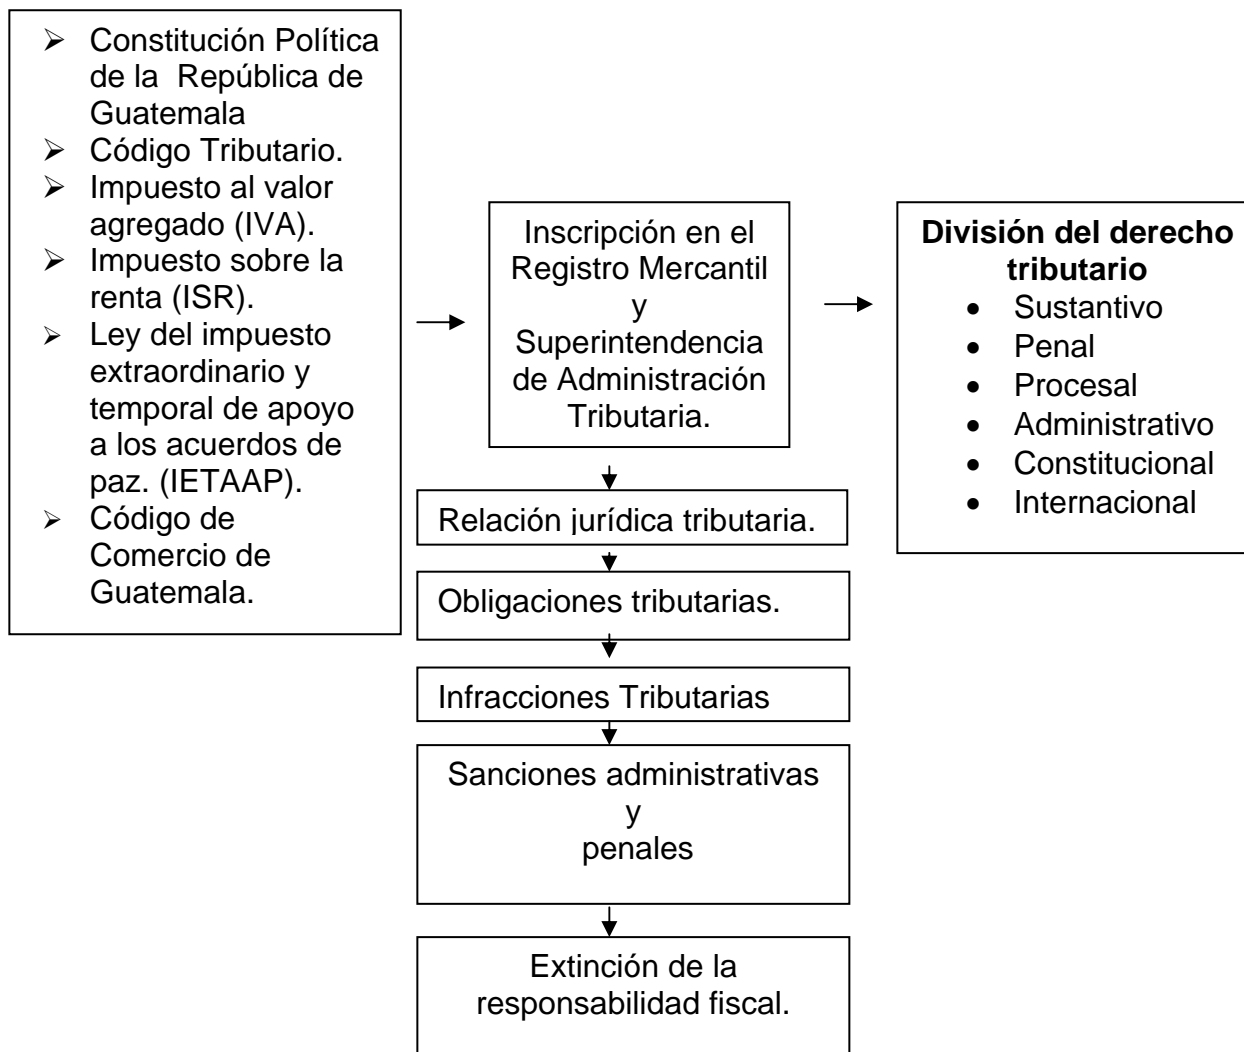 ➢ Constitución Política
de la República de
Guatemala
➢ Código Tributario.
➢ Impuesto al valor
agregado (IVA).
➢ Impuesto sobre la
renta (ISR).
➢ Ley del impuesto
extraordinario y
temporal de apoyo
a los acuerdos de
paz. (IETAAP).
➢ Código de
Comercio de
Guatemala.
Inscripción en el
Registro Mercantil
y
Superintendencia
de Administración
Tributaria.
División del derecho
tributario
• Sustantivo
• Penal
• Procesal
• Administrativo
• Constitucional
• Internacional
Relación jurídica tributaria.
Obligaciones tributarias.
Infracciones Tributarias
Sanciones administrativas
y
penales
Extinción de la
responsabilidad fiscal.